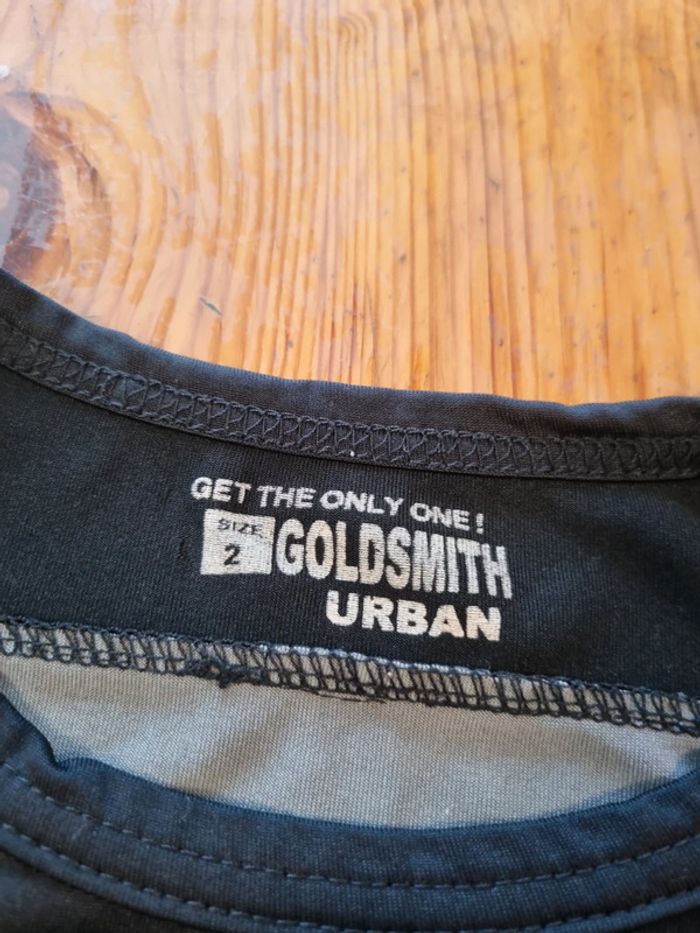 GET THE ONLY ONE!
SIZE
2
GOLDSMITH
URBAN